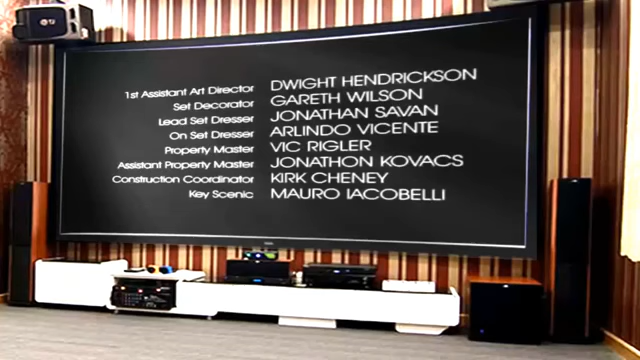 1st Assistant Art Director DWIGHT HENDRICKSON
Set Decorator GARETH WILSON
Lead Set Dresser JONATHAN SAVAN
On Set Dresser ARLINDO VICENTE
Property Master VIC RIGLER
Assistant Property Master JONATHON KOVACS
Construction Coordinator KIRK CHENEY
Key Scenic MAURO IACOBELLI